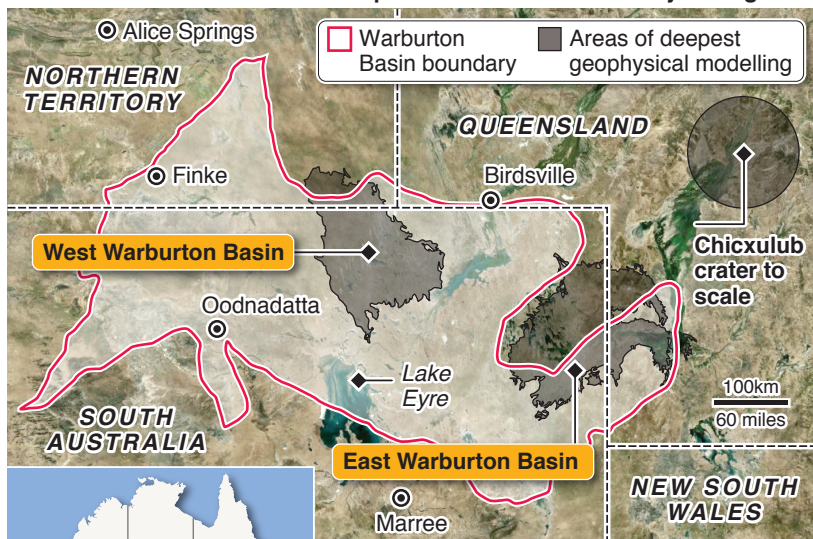 Alice Springs
Warburton
Basin boundary
Areas of deepest
geophysical modelling
NORTHERN
TERRITORY
QUEENSLAND
Finke
Birdsville
West Warburton Basin
Chicxulub
crater to
scale
Oodnadatta
Lake
Eyre
100km
60 miles
SOUTH
AUSTRALIA
East Warburton Basin
NEW SOUTH
WALES
Marree